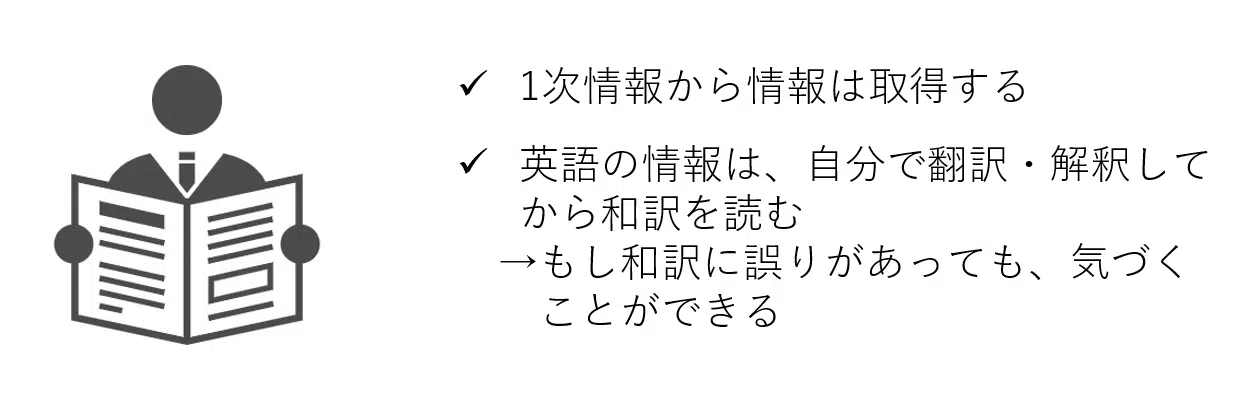 ✓ 1次情報から情報は取得する
✓ 英語の情報は、自分で翻訳・解釈して
から和訳を読む
→もし和訳に誤りがあっても、気づく
ことができる